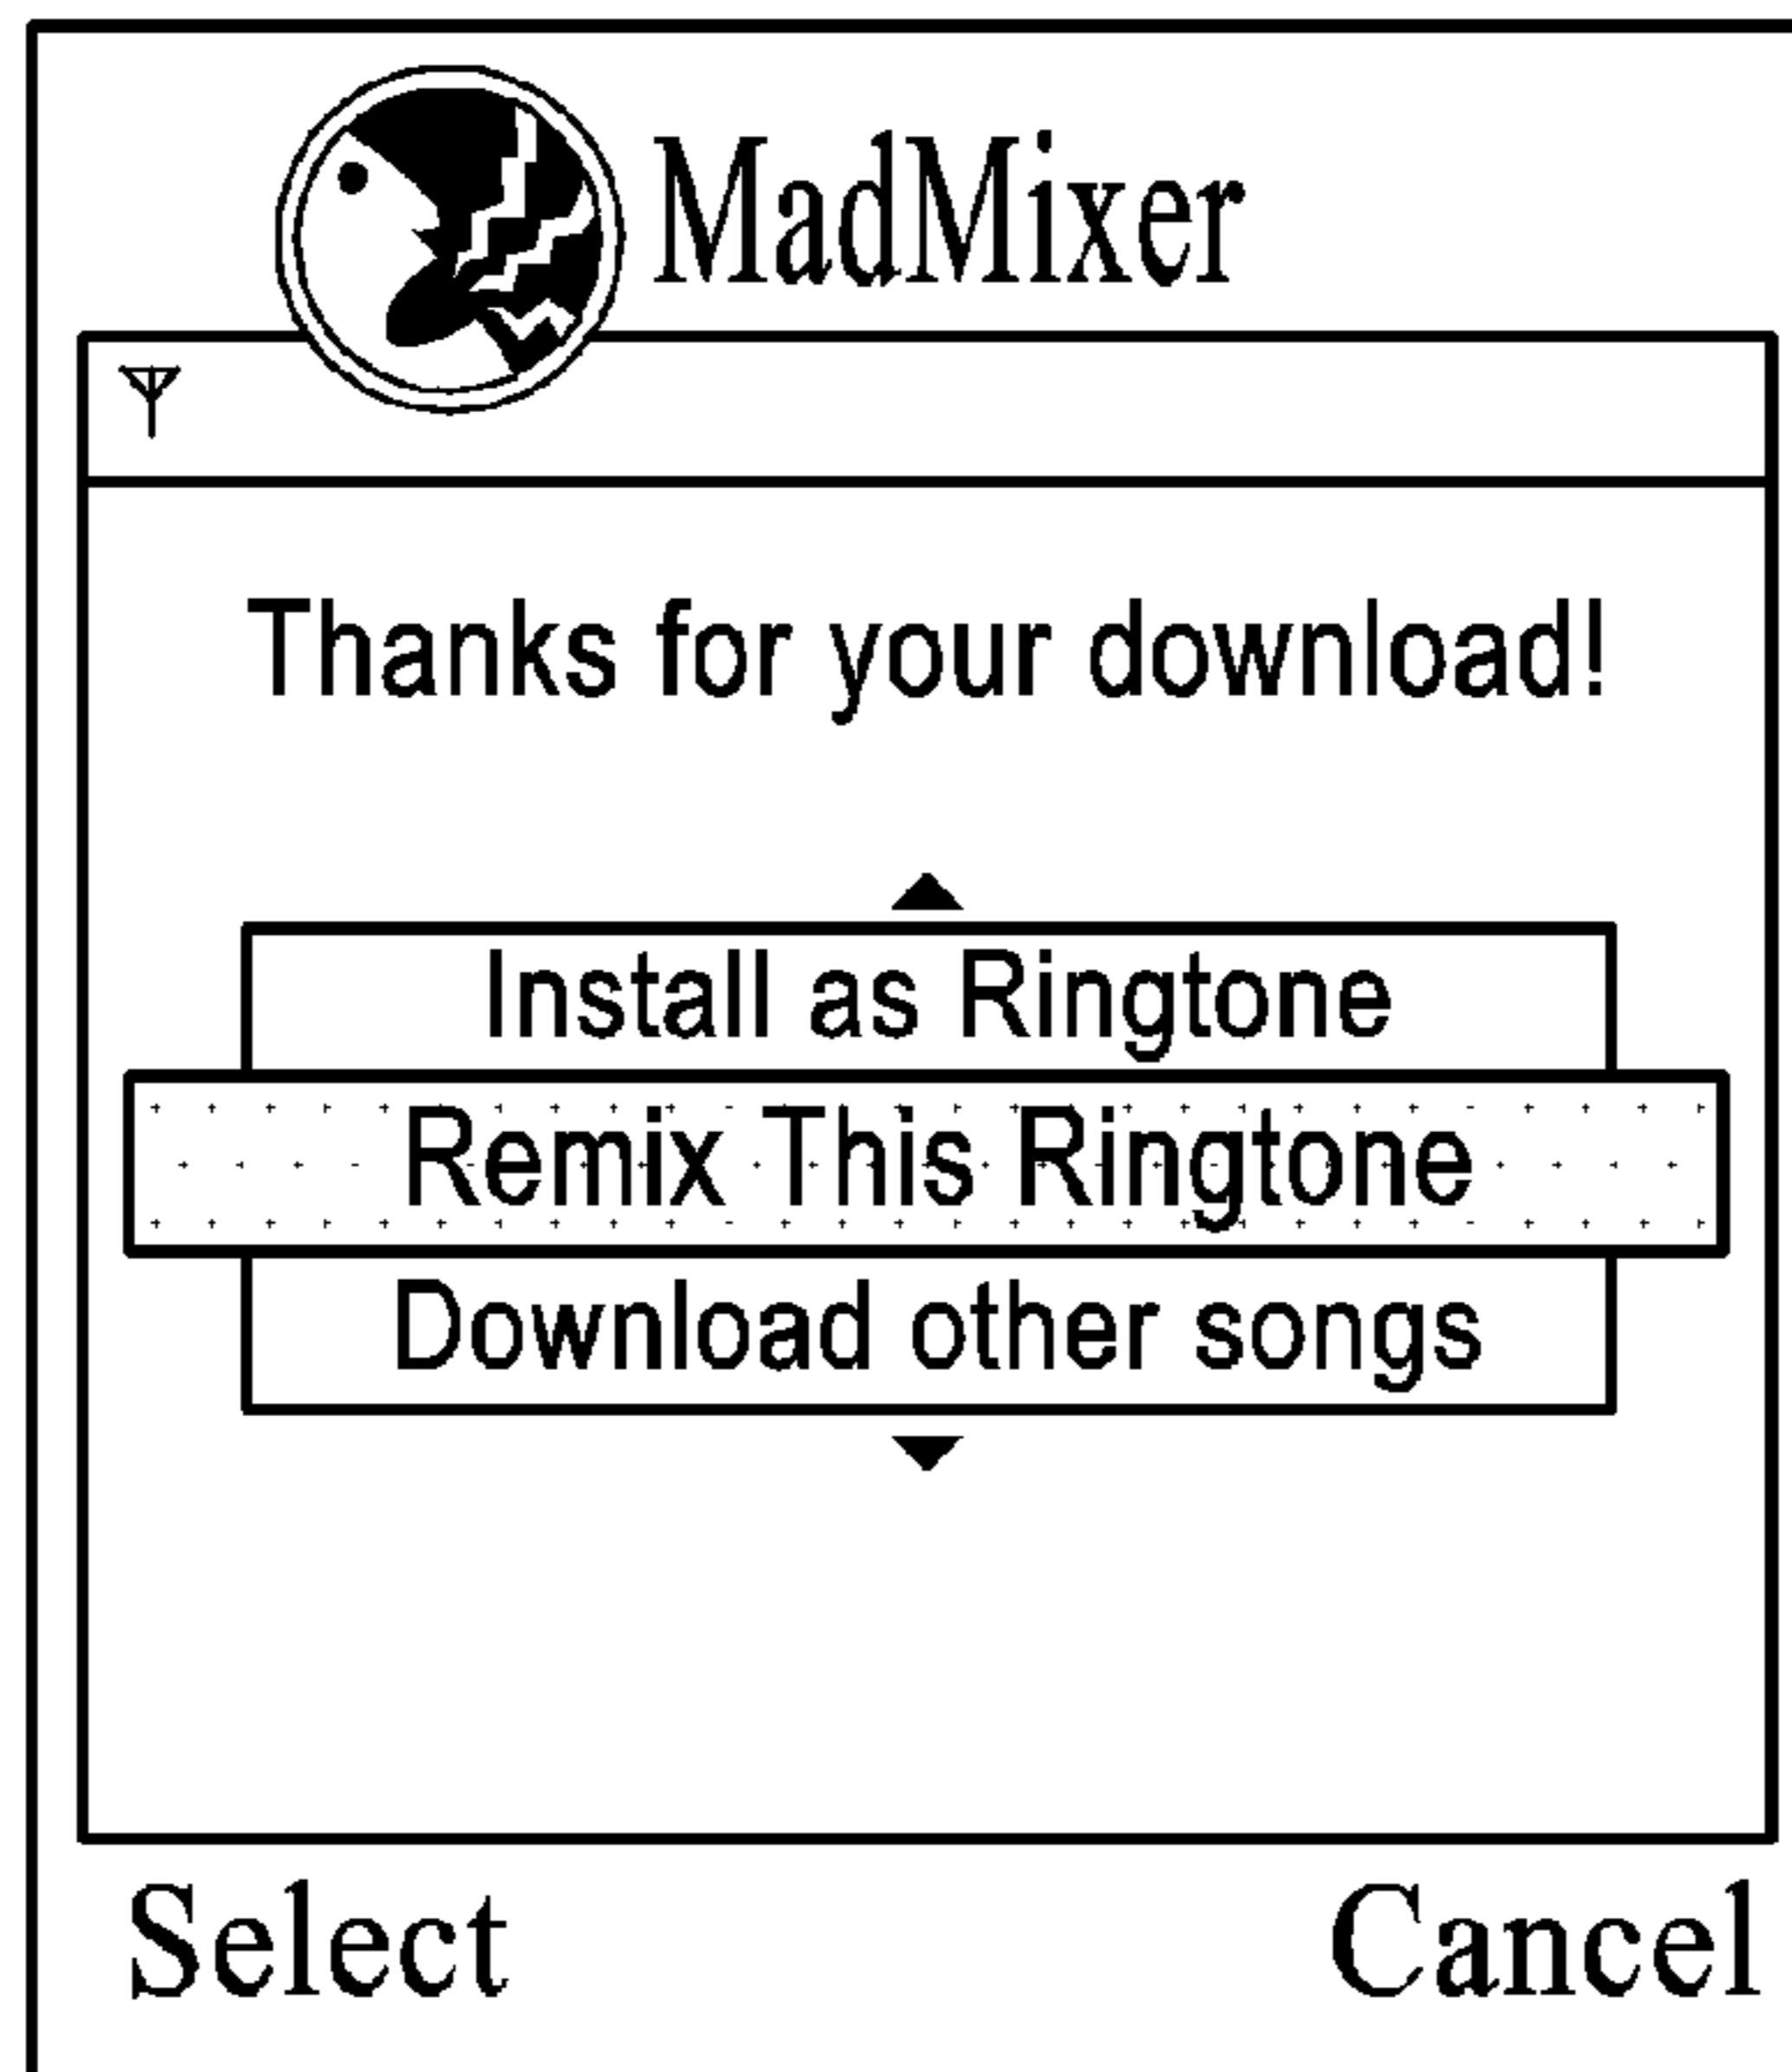 MadMixer
Thanks for your download!
Install as Ringtone
Remix This Ringtone
Download other songs
Select
Cancel